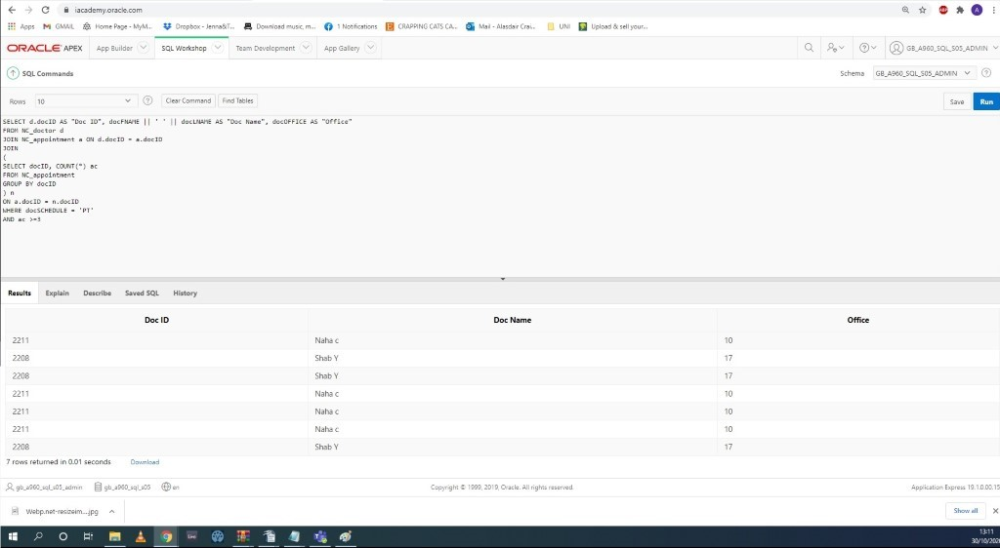 iacademy.oracle.com
Apps
GMAIL
Home Page - MyM...
Dropbox - Jenna&T...
Download music, m...
1 Notifications
CRAPPING CATS CA...
Mail - Alasdair Crai...
UNI
Upload & sell your...
ORACLE APEX
App Builder
SQL Workshop
Team Development
App Gallery
GB_A960_SQL_S05_ADMIN
SQL Commands
Schema
GB_A960_SQL_S05_ADMIN
Rows
10
Clear Command
Find Tables
Save
Run
SELECT d.docID AS "Doc ID", docFNAME || ' ' || docLNAME AS "Doc Name", docOFFICE AS "Office"
FROM NC_doctor d
JOIN NC_appointment a ON d.docID = a.docID
JOIN
(
SELECT docID, COUNT(*) ac
FROM NC_appointment
GROUP BY docID
) n
ON a.docID = n.docID
WHERE docSCHEDULE = 'PT'
AND ac >=3
Results
Explain
Describe
Saved SQL
History
Doc ID Doc Name Office
2211 Naha c 10
2208 Shab Y 17
2208 Shab Y 17
2211 Naha c 10
2211 Naha c 10
2211 Naha c 10
2208 Shab Y 17
7 rows returned in 0.01 seconds
Download
gb_a960_sql_s05_admin
gb_a960_sql_s05
en
Copyright © 1999, 2019, Oracle. All rights reserved.
Application Express 19.1.0.00.15
Webp.net-resizeim....jpg
Show all
13:11
30/10/202